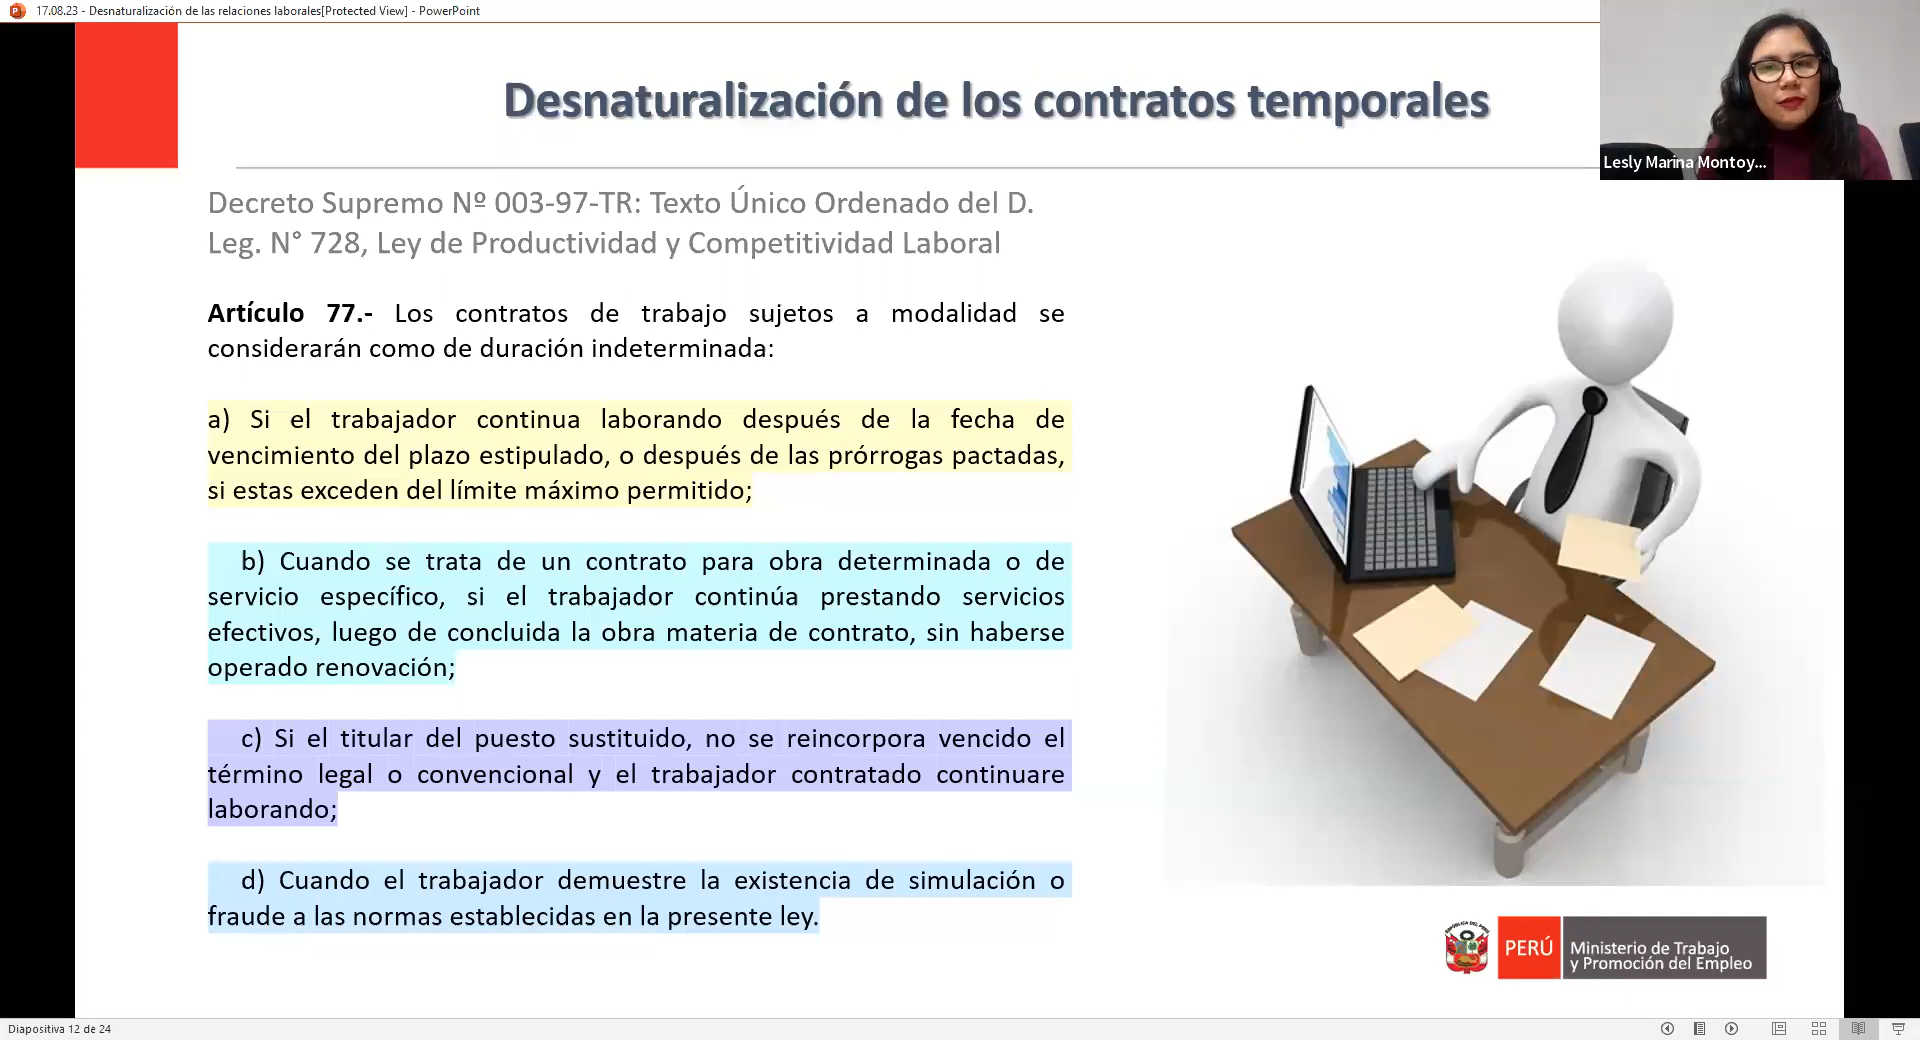 17.08.23 - Desnaturalización de las relaciones laborales[Protected View] - PowerPoint
Desnaturalización de los contratos temporales
Lesly Marina Montoy...
Decreto Supremo Nº 003-97-TR: Texto Único Ordenado del D.
Leg. N° 728, Ley de Productividad y Competitividad Laboral
Artículo 77.- Los contratos de trabajo sujetos a modalidad se
considerarán como de duración indeterminada:
a) Si el trabajador continua laborando después de la fecha de
vencimiento del plazo estipulado, o después de las prórrogas pactadas,
si estas exceden del límite máximo permitido;
b) Cuando se trata de un contrato para obra determinada o de
servicio específico, si el trabajador continúa prestando servicios
efectivos, luego de concluida la obra materia de contrato, sin haberse
operado renovación;
c) Si el titular del puesto sustituido, no se reincorpora vencido el
término legal o convencional y el trabajador contratado continuare
laborando;
d) Cuando el trabajador demuestre la existencia de simulación o
fraude a las normas establecidas en la presente ley.
REPÚBLICA DEL PERÚ
PERÚ
Ministerio de Trabajo
y Promoción del Empleo
Diapositiva 12 de 24